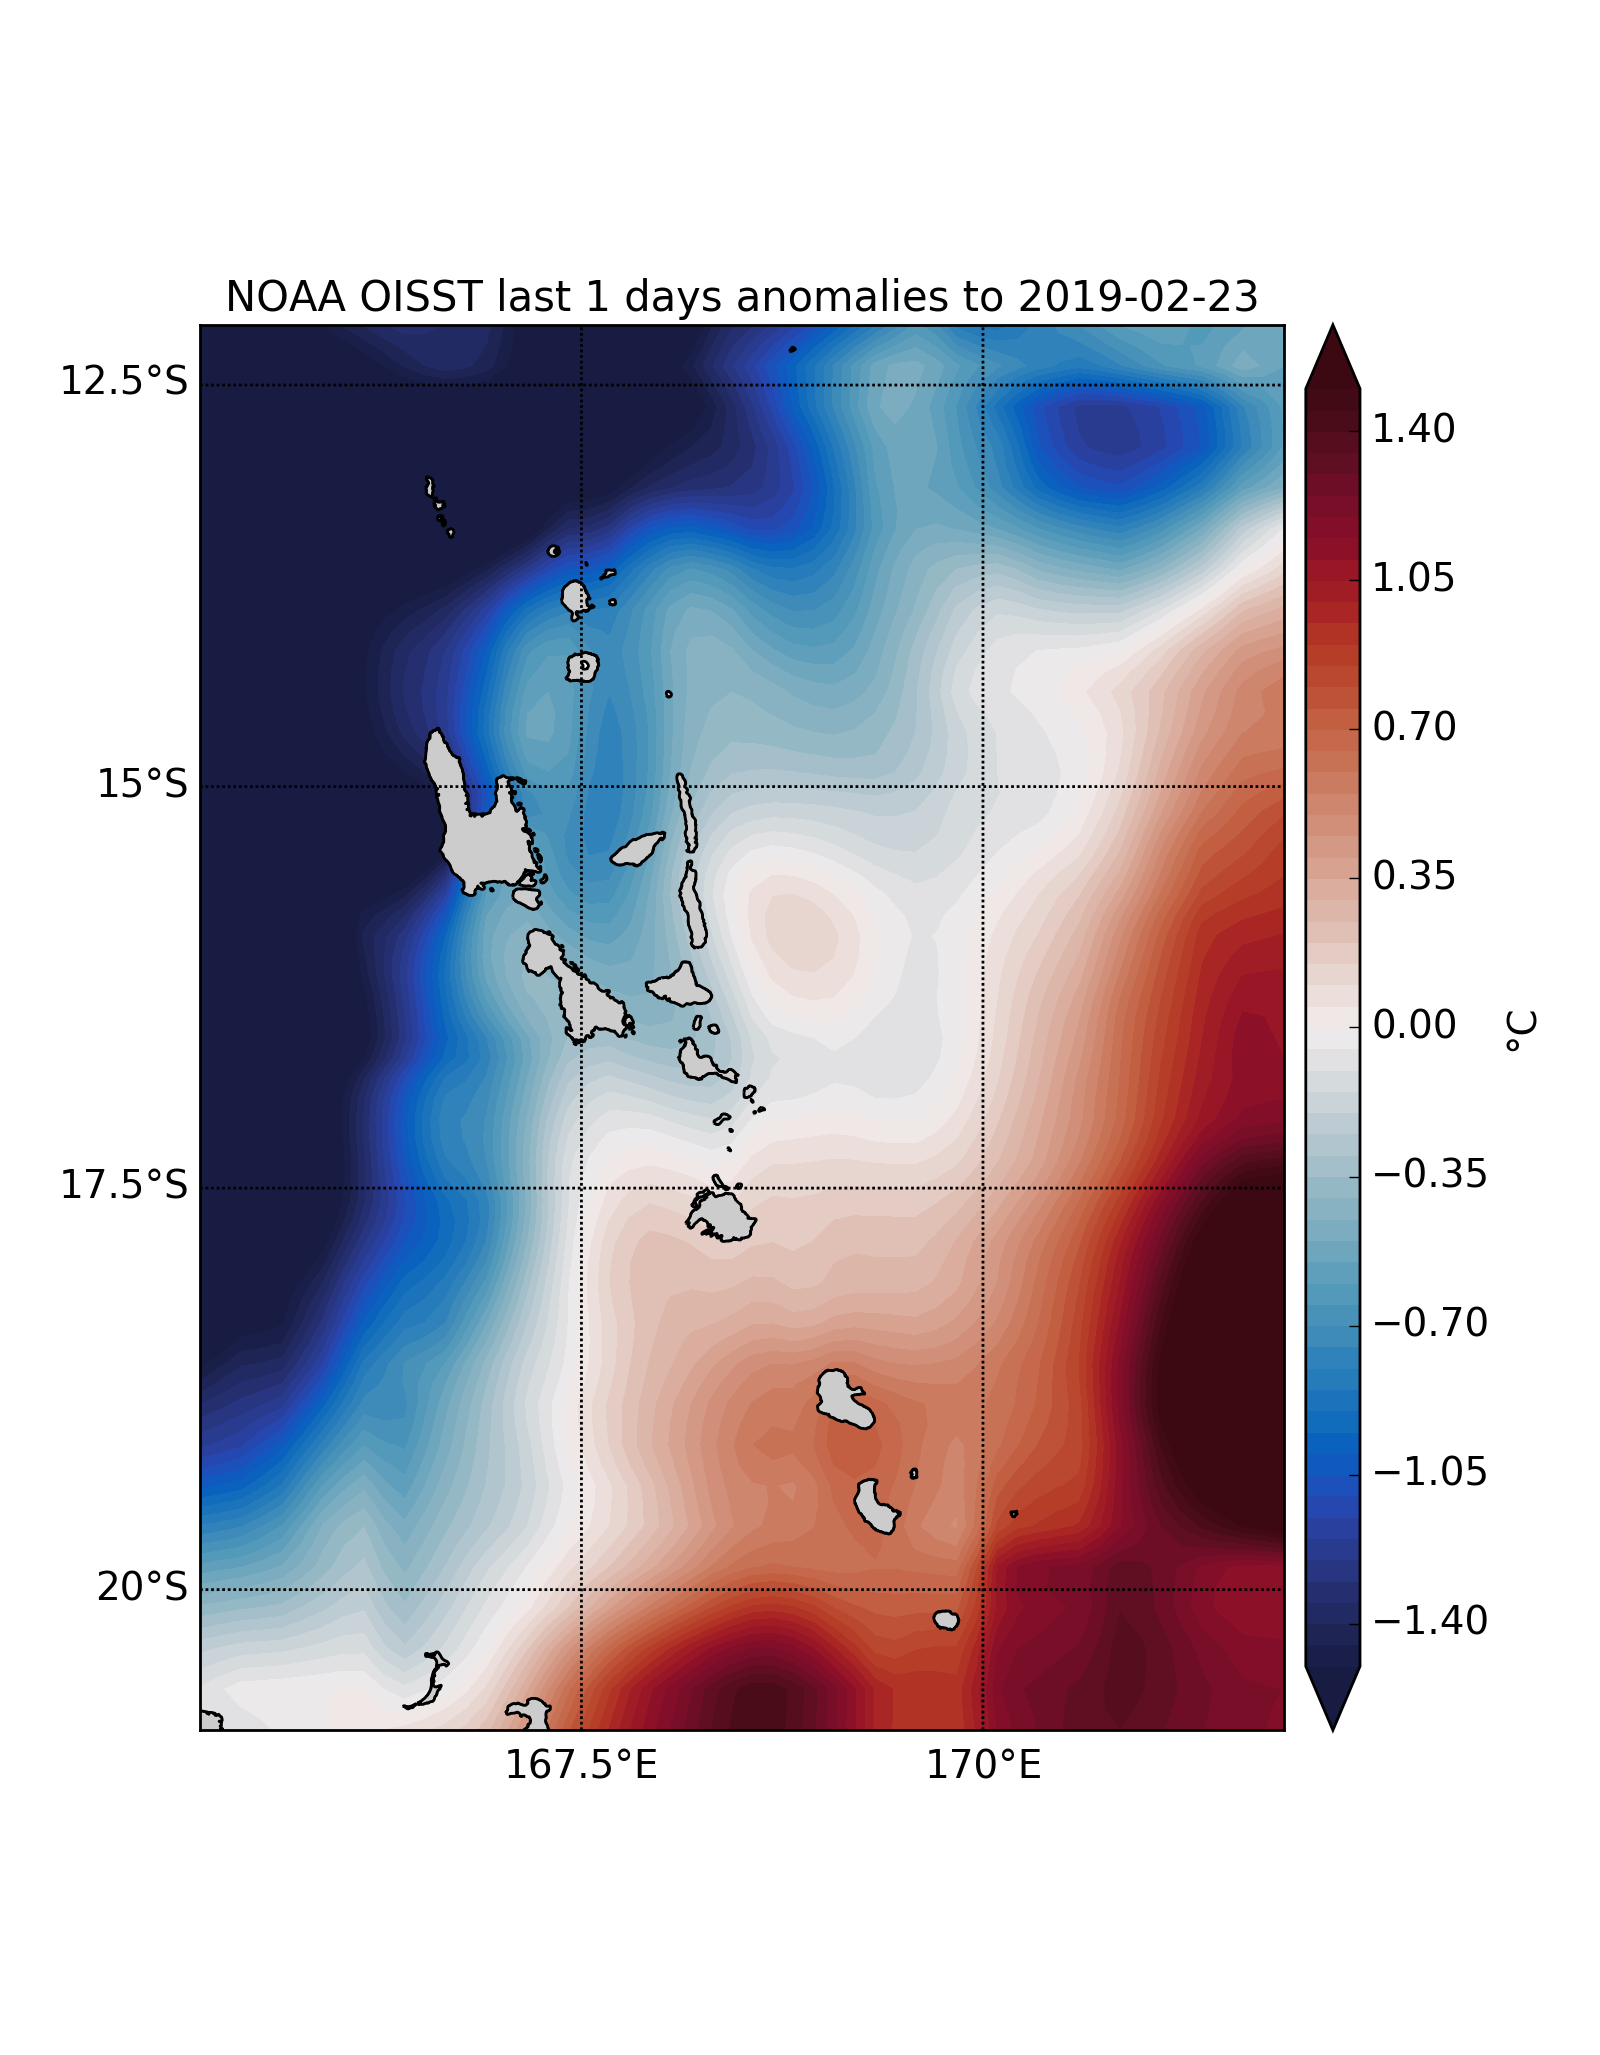 NOAA OISST last 1 days anomalies to 2019-02-23
12.5°S
15°S
17.5°S
20°S
167.5°E
170°E
1.40
1.05
0.70
0.35
0.00
−0.35
−0.70
−1.05
−1.40
°C